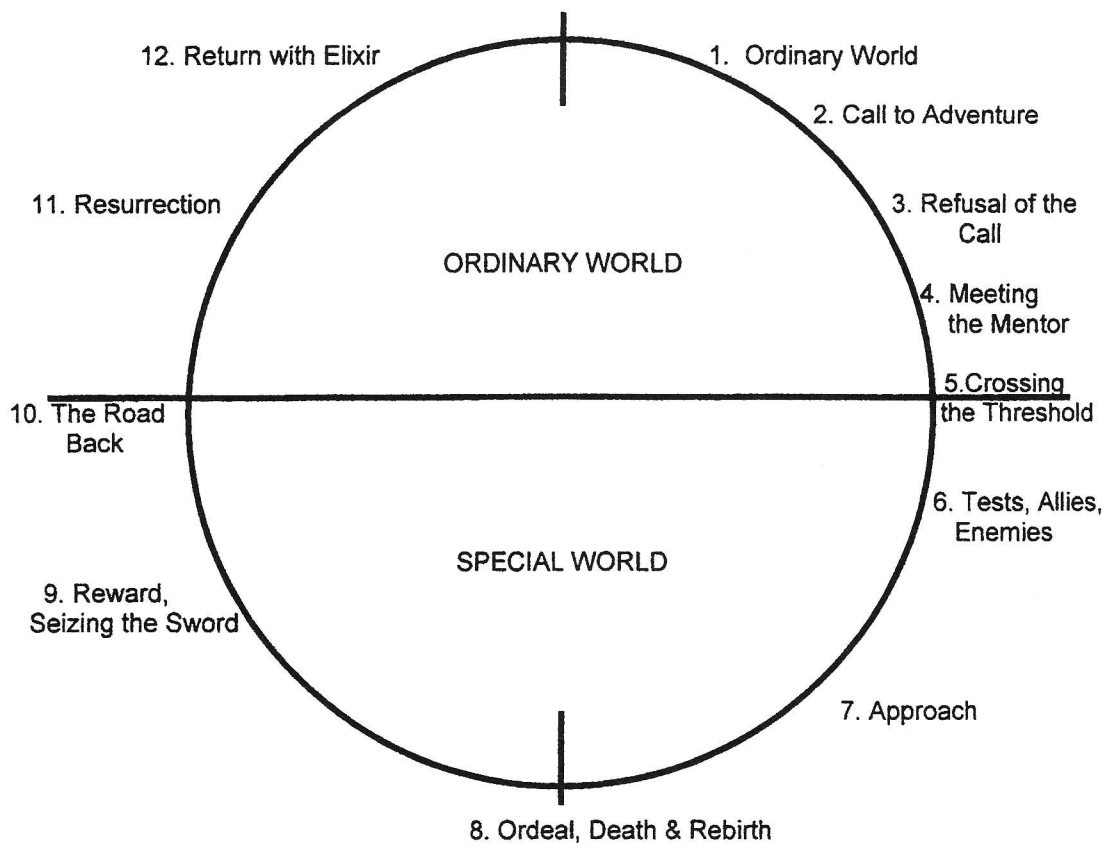 12. Return with Elixir
1. Ordinary World
2. Call to Adventure
11. Resurrection
3. Refusal of the
Call
ORDINARY WORLD
4. Meeting
the Mentor
5.Crossing
the Threshold
10. The Road
Back
6. Tests, Allies,
Enemies
SPECIAL WORLD
9. Reward,
Seizing the Sword
7. Approach
8. Ordeal, Death & Rebirth